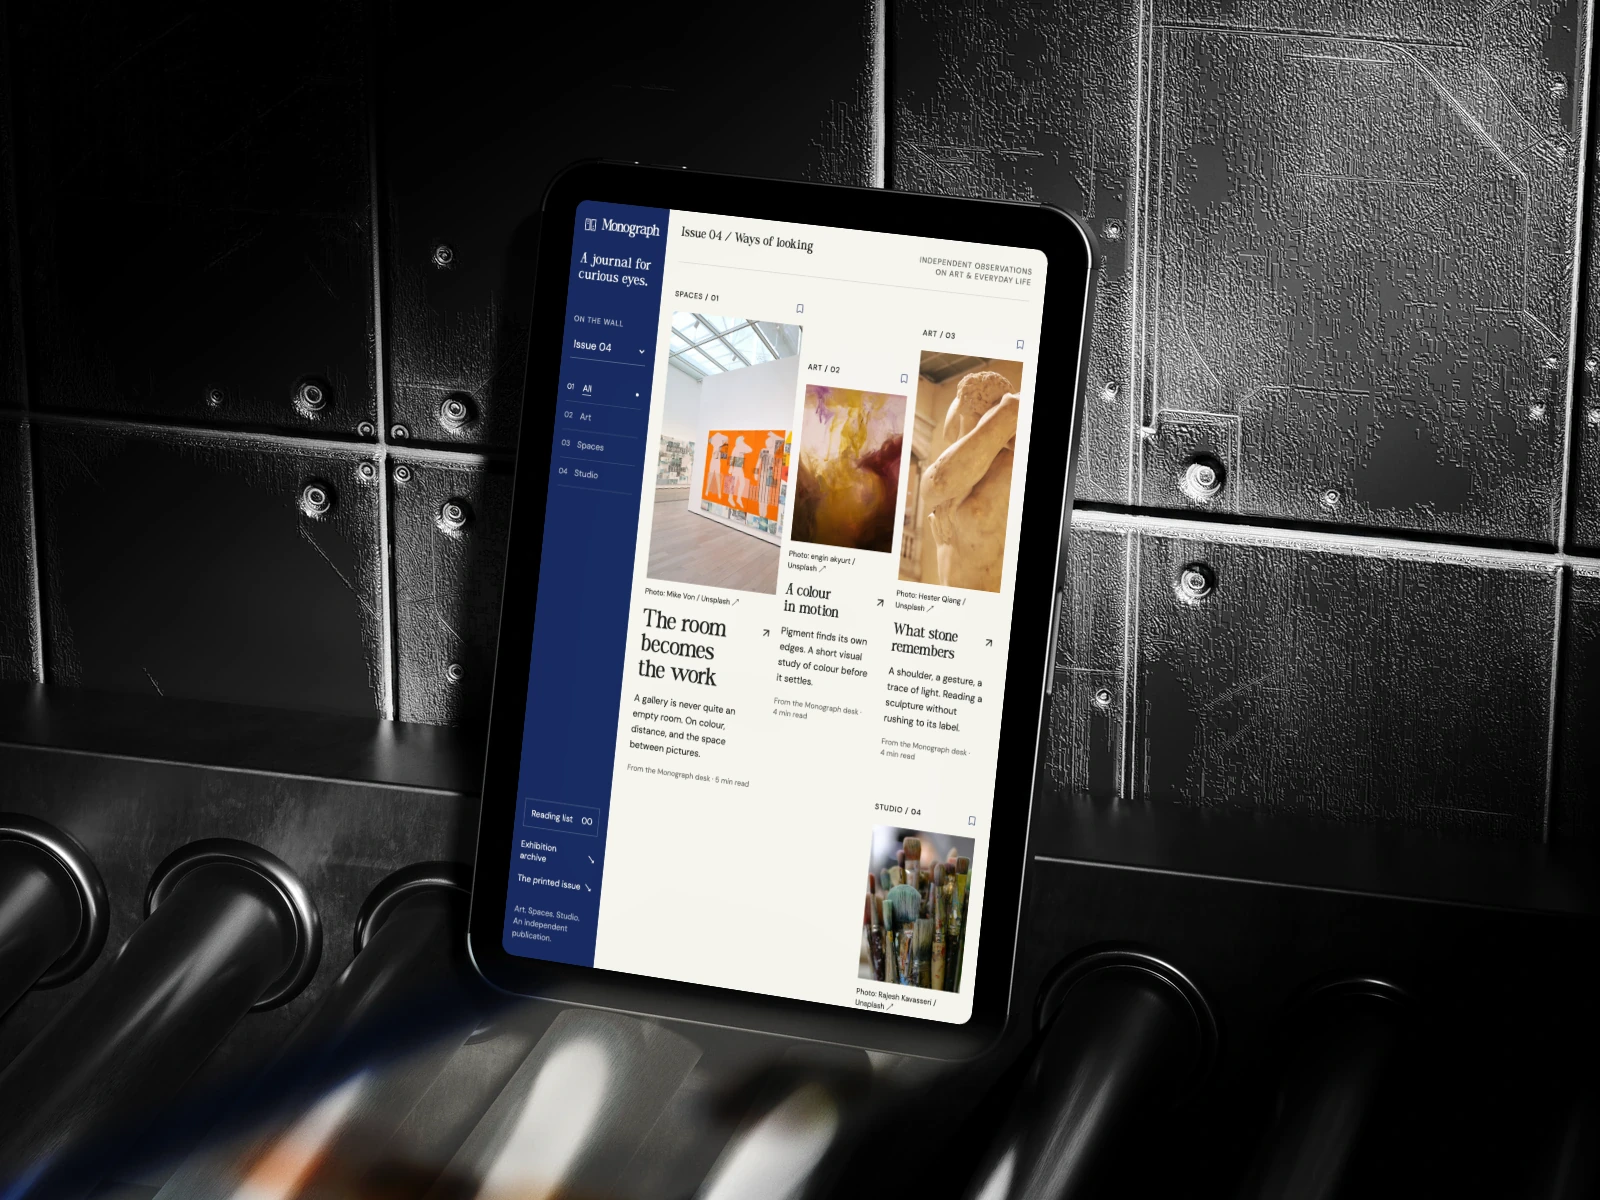 Monograph
A journal for
curious eyes.
ON THE WALL
Issue 04
01 All
02 Art
03 Spaces
04 Studio
Reading list 00
Exhibition
archive
The printed issue
Art. Spaces. Studio.
An independent
publication.
Issue 04 / Ways of looking
INDEPENDENT OBSERVATIONS
ON ART & EVERYDAY LIFE
SPACES / 01
Photo: Mike Von / Unsplash ↗
The room
becomes
the work
A gallery is never quite an
empty room. On colour,
distance, and the space
between pictures.
From the Monograph desk · 5 min read
ART / 02
Photo: engin akyurt /
Unsplash ↗
A colour
in motion
Pigment finds its own
edges. A short visual
study of colour before
it settles.
From the Monograph desk ·
4 min read
ART / 03
Photo: Hester Qiang /
Unsplash ↗
What stone
remembers
A shoulder, a gesture, a
trace of light. Reading a
sculpture without
rushing to its label.
From the Monograph desk ·
4 min read
STUDIO / 04
Photo: Rajesh Kavasseri /
Unsplash ↗